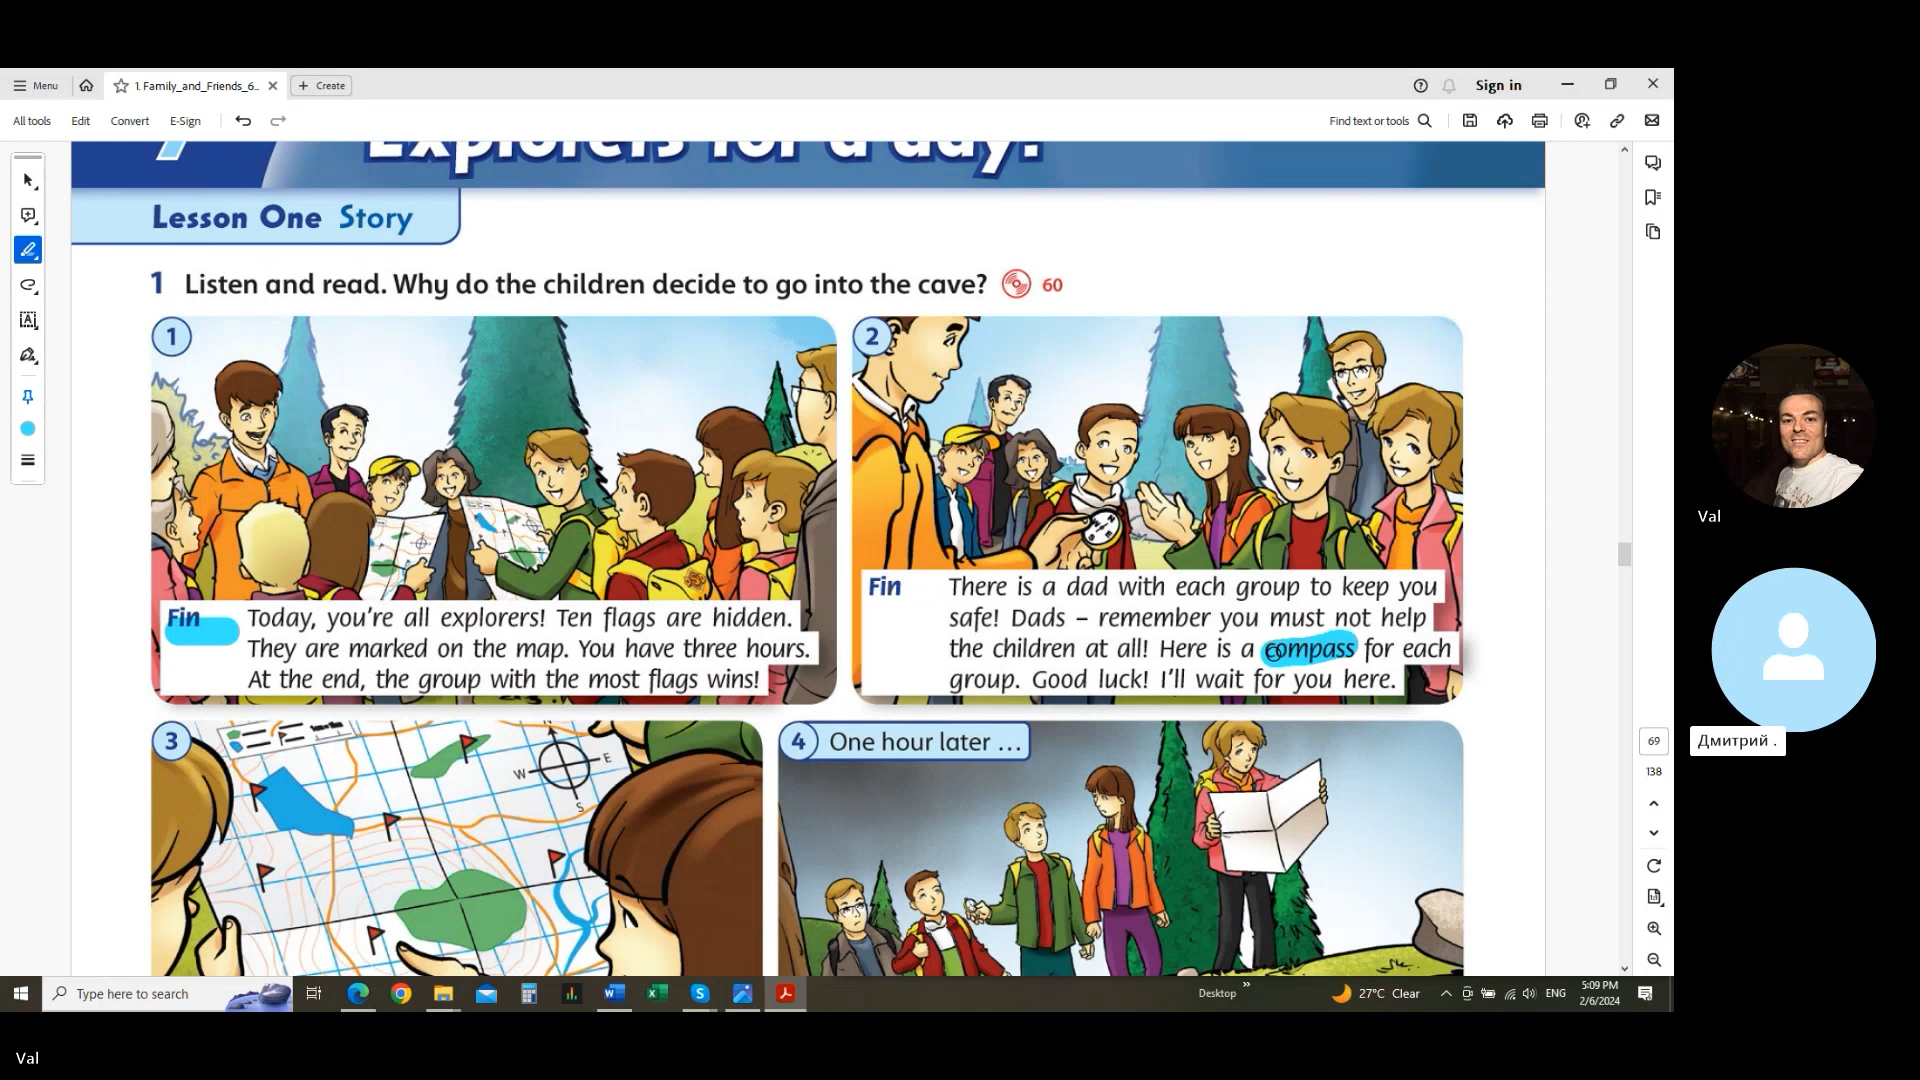 Menu
1. Family_and_Friends_6...
Create
Sign in
All tools
Edit
Convert
E-Sign
Find text or tools
7 Explorers for a day!
Lesson One Story
1 Listen and read. Why do the children decide to go into the cave? 60
1
Fin Today, you're all explorers! Ten flags are hidden.
They are marked on the map. You have three hours.
At the end, the group with the most flags wins!
2
Fin There is a dad with each group to keep you
safe! Dads – remember you must not help
the children at all! Here is a compass for each
group. Good luck! I'll wait for you here.
3
N
W E
S
4 One hour later ...
69
138
Val
Дмитрий .
Type here to search
Desktop
27°C Clear
ENG
5:09 PM
2/6/2024
Val